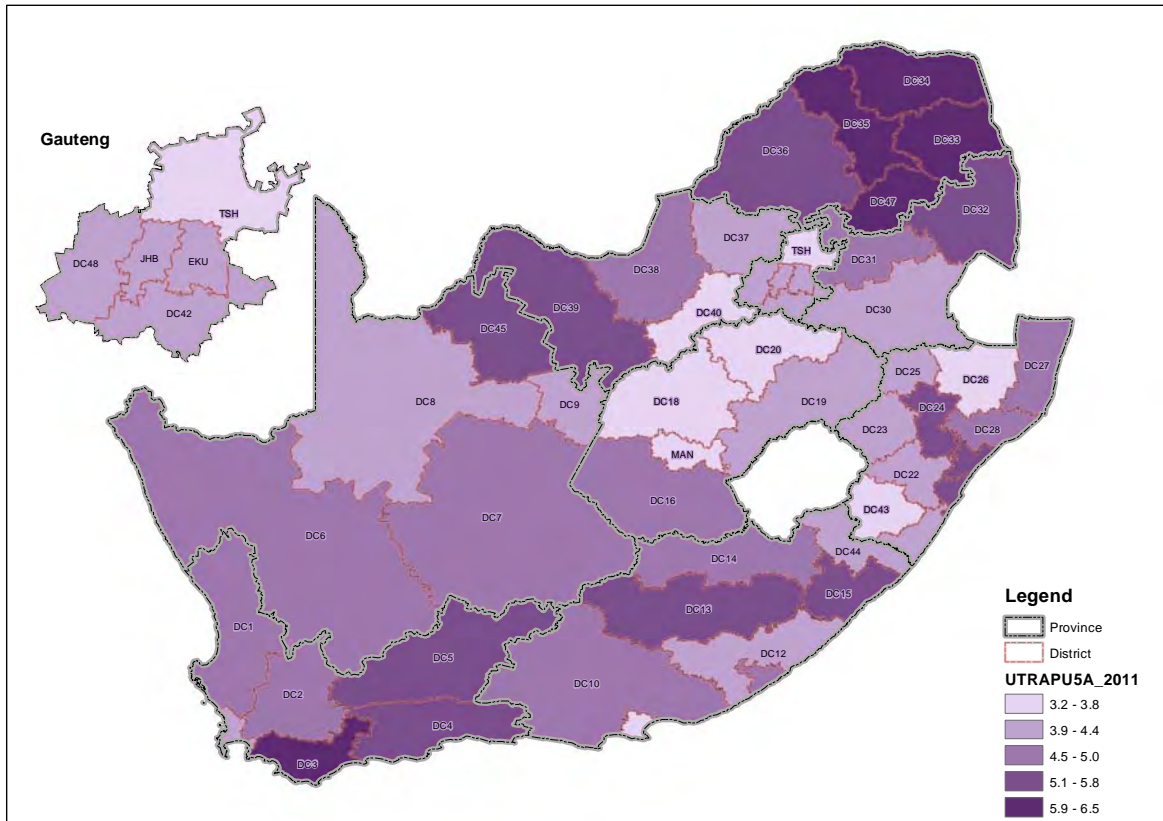 Gauteng
TSH
DC48
JHB
EKU
DC42
DC34
DC35
DC36
DC33
DC47
DC32
DC37
TSH
DC38
DC31
DC39
DC40
DC30
DC45
DC20
DC27
DC25
DC26
DC8
DC9
DC18
DC19
DC24
DC28
DC23
MAN
DC22
DC16
DC43
DC7
DC6
DC14
DC44
DC15
DC13
DC1
DC12
DC5
DC2
DC10
DC4
DC3
Legend
Province
District
UTRAPU5A_2011
3.2 - 3.8
3.9 - 4.4
4.5 - 5.0
5.1 - 5.8
5.9 - 6.5